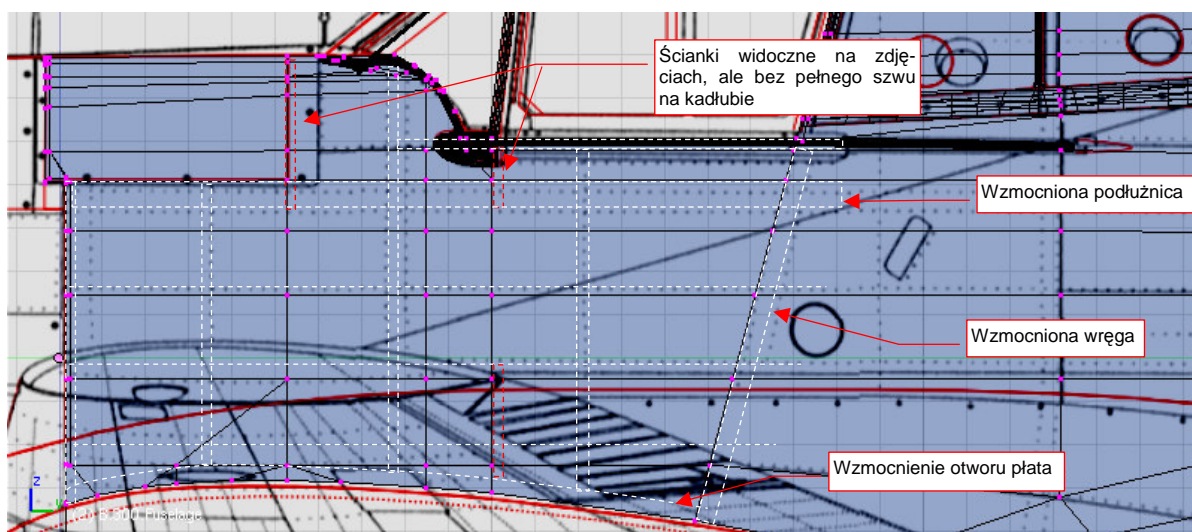 Ścianki widoczne na zdję-
ciach, ale bez pełnego szwu
na kadłubie
Wzmocniona podłużnica
Wzmocniona wręga
Wzmocnienie otworu płata
z